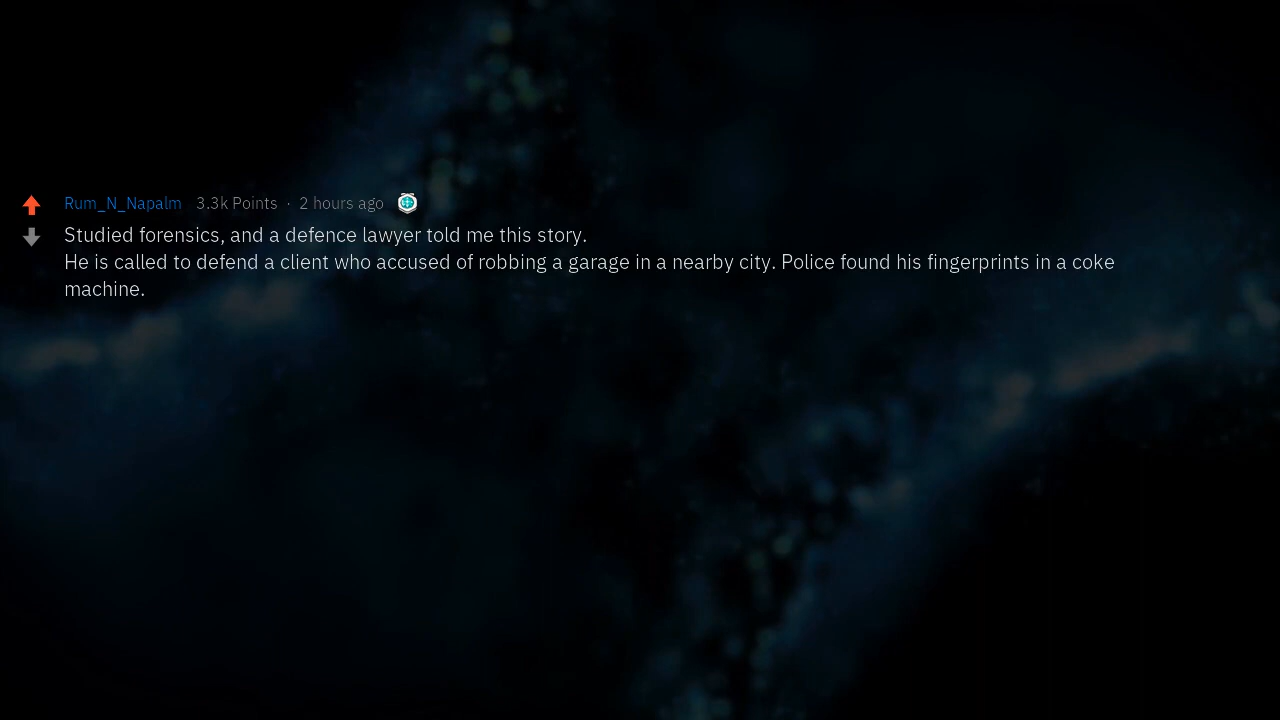 Rum_N_Napalm 3.3k Points · 2 hours ago
Studied forensics, and a defence lawyer told me this story.
He is called to defend a client who accused of robbing a garage in a nearby city. Police found his fingerprints in a coke
machine.